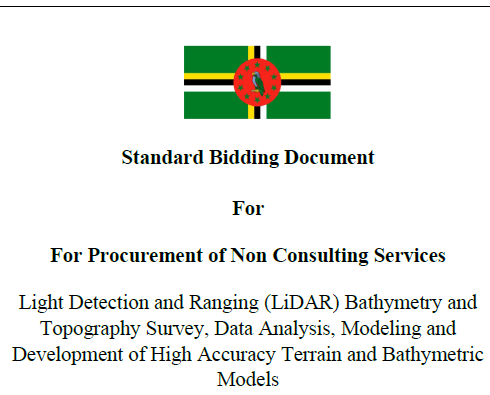 Standard Bidding Document
For
For Procurement of Non Consulting Services
Light Detection and Ranging (LiDAR) Bathymetry and
Topography Survey, Data Analysis, Modeling and
Development of High Accuracy Terrain and Bathymetric
Models